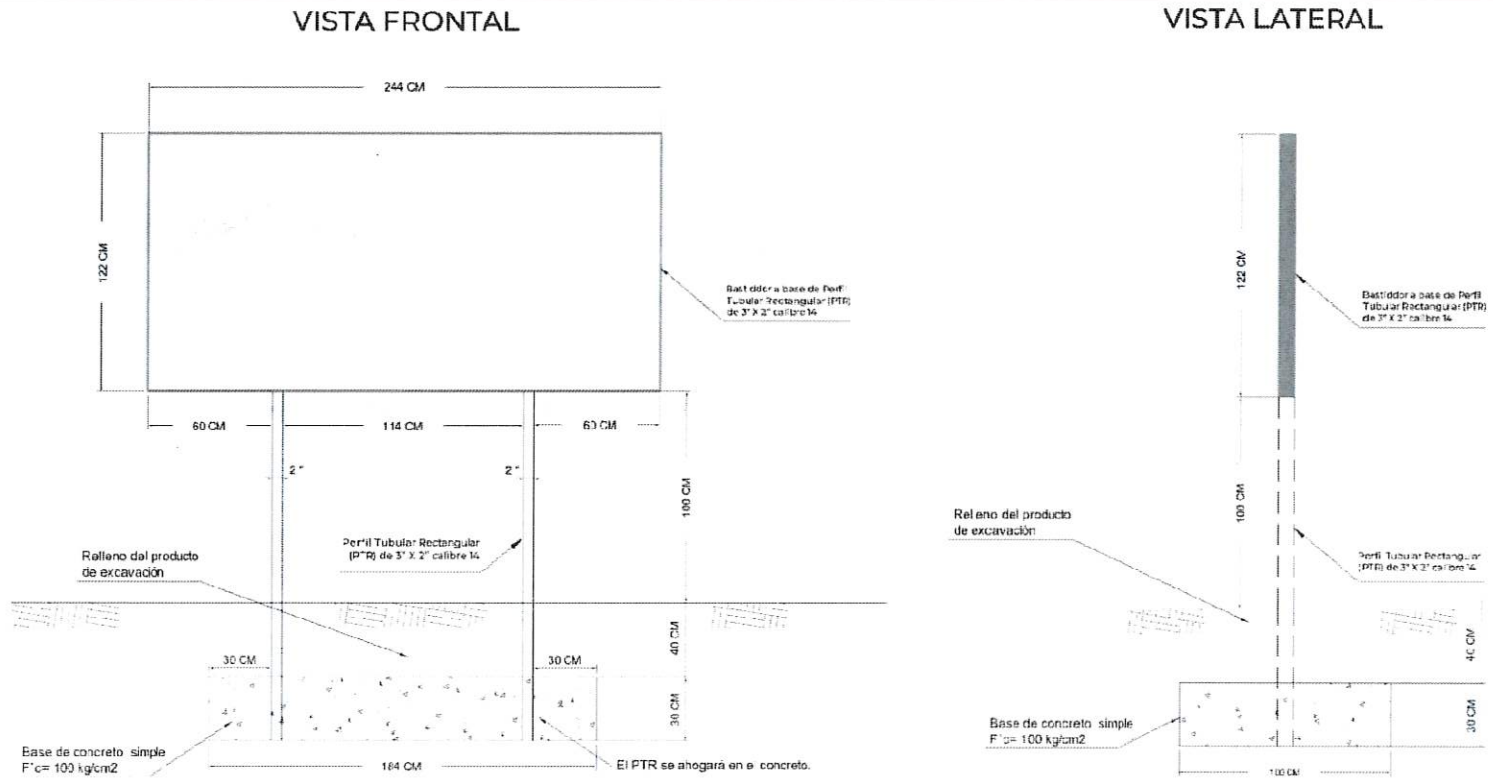 VISTA FRONTAL
244 CM
122 CM
Bastidor a base de Perfil
Tubular Rectangular (PTR)
de 3" X 2" calibre 14
60 CM
114 CM
60 CM
2"
2"
100 CM
Perfil Tubular Rectangular
(PTR) de 3" X 2" calibre 14
Relleno del producto
de excavación
30 CM
30 CM
40 CM
30 CM
Base de concreto simple
F'c= 100 kg/cm2
184 CM
El PTR se ahogará en el concreto.
VISTA LATERAL
122 CM
Bastidor a base de Perfil
Tubular Rectangular (PTR)
de 3" X 2" calibre 14
100 CM
Relleno del producto
de excavación
Perfil Tubular Rectangular
(PTR) de 3" X 2" calibre 14
40 CM
30 CM
Base de concreto simple
F'c= 100 kg/cm2
100 CM